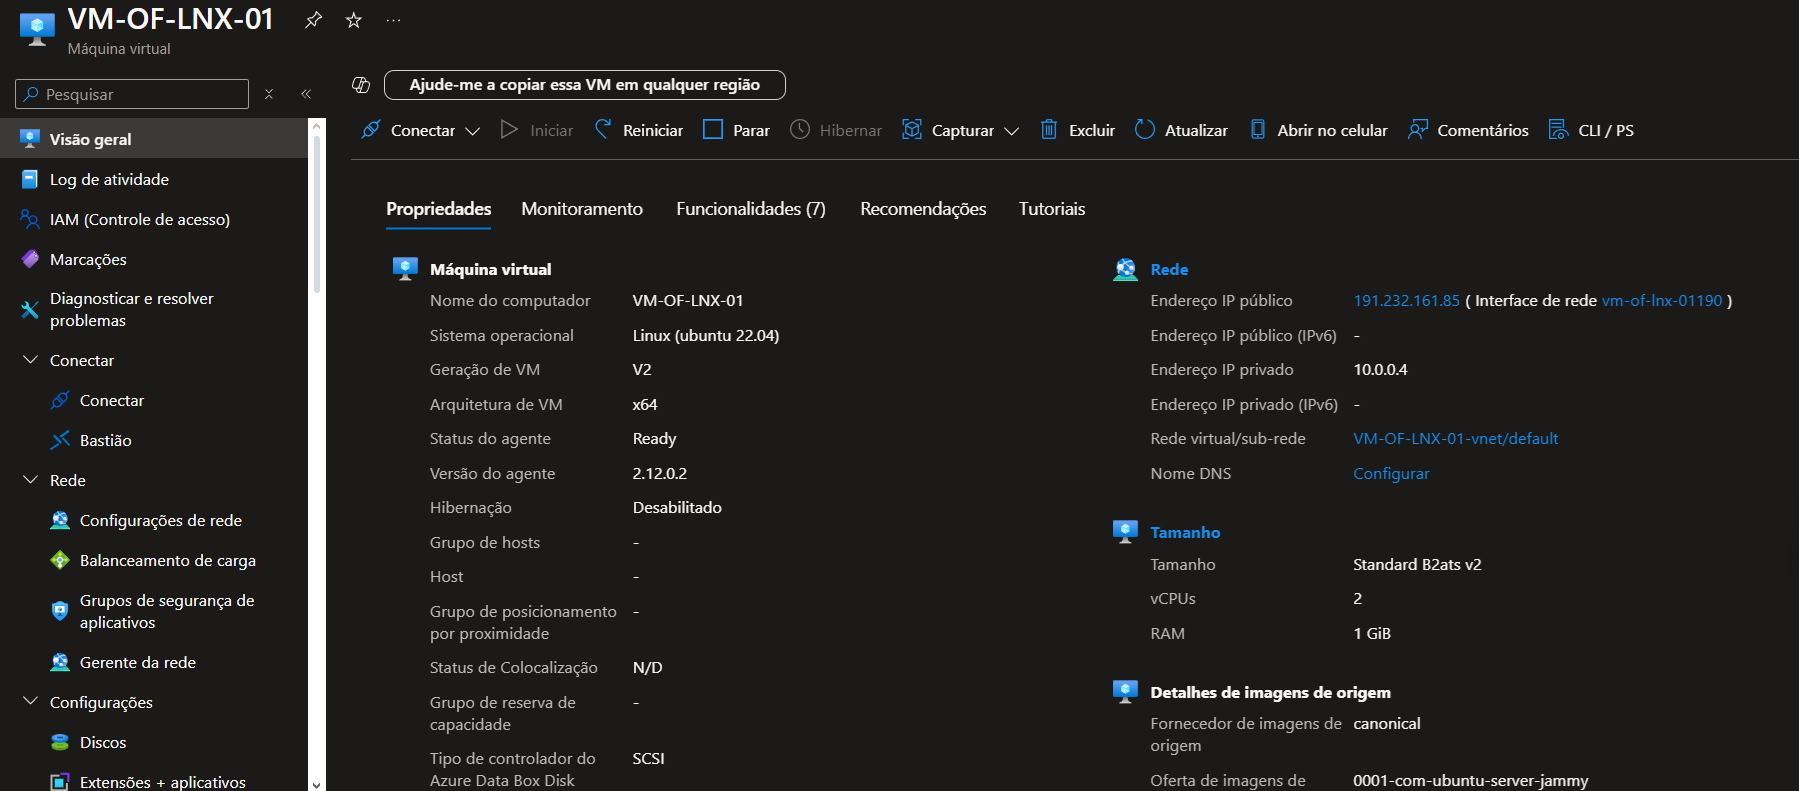 VM-OF-LNX-01
Máquina virtual
Pesquisar
Visão geral
Log de atividade
IAM (Controle de acesso)
Marcações
Diagnosticar e resolver
problemas
Conectar
Conectar
Bastião
Rede
Configurações de rede
Balanceamento de carga
Grupos de segurança de
aplicativos
Gerente da rede
Configurações
Discos
Extensões + aplicativos
Ajude-me a copiar essa VM em qualquer região
Conectar Iniciar Reiniciar Parar Hibernar Capturar Excluir Atualizar Abrir no celular Comentários CLI / PS
Propriedades Monitoramento Funcionalidades (7) Recomendações Tutoriais
Máquina virtual
Nome do computador VM-OF-LNX-01
Sistema operacional Linux (ubuntu 22.04)
Geração de VM V2
Arquitetura de VM x64
Status do agente Ready
Versão do agente 2.12.0.2
Hibernação Desabilitado
Grupo de hosts -
Host -
Grupo de posicionamento -
por proximidade
Status de Colocalização N/D
Grupo de reserva de -
capacidade
Tipo de controlador do SCSI
Azure Data Box Disk
Rede
Endereço IP público 191.232.161.85 ( Interface de rede vm-of-lnx-01190 )
Endereço IP público (IPv6) -
Endereço IP privado 10.0.0.4
Endereço IP privado (IPv6) -
Rede virtual/sub-rede VM-OF-LNX-01-vnet/default
Nome DNS Configurar
Tamanho
Tamanho Standard B2ats v2
vCPUs 2
RAM 1 GiB
Detalhes de imagens de origem
Fornecedor de imagens de canonical
origem
Oferta de imagens de 0001-com-ubuntu-server-jammy